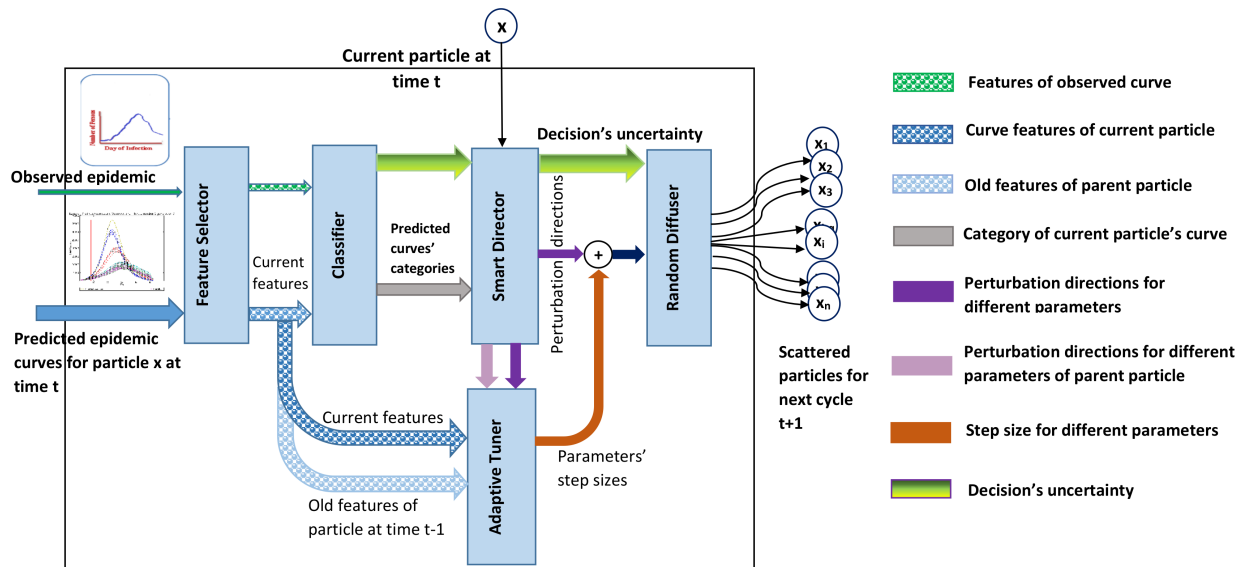 x
Current particle at
time t
Number of Person
Day of Infection
Observed epidemic
Predicted epidemic
curves for particle x at
time t
Feature Selector
Current
features
Classifier
Predicted
curves'
categories
Smart Director
Decision's uncertainty
Perturbation directions
+
Random Diffuser
Current features
Old features of
particle at time t-1
Adaptive Tuner
Parameters'
step sizes
x1
x2
x3
xi
xn
Scattered
particles for
next cycle
t+1
Features of observed curve
Curve features of current particle
Old features of parent particle
Category of current particle's curve
Perturbation directions for
different parameters
Perturbation directions for different
parameters of parent particle
Step size for different parameters
Decision's uncertainty